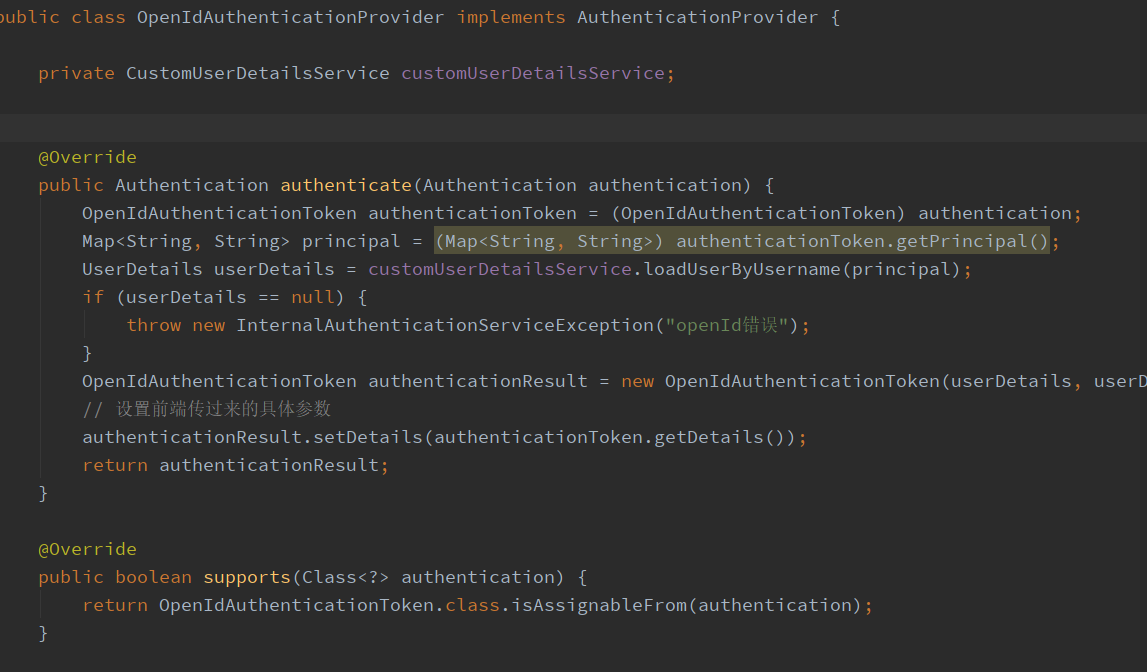 public class OpenIdAuthenticationProvider implements AuthenticationProvider {
private CustomUserDetailsService customUserDetailsService;
@Override
public Authentication authenticate(Authentication authentication) {
OpenIdAuthenticationToken authenticationToken = (OpenIdAuthenticationToken) authentication;
Map<String, String> principal = (Map<String, String>) authenticationToken.getPrincipal();
UserDetails userDetails = customUserDetailsService.loadUserByUsername(principal);
if (userDetails == null) {
throw new InternalAuthenticationServiceException("openId错误");
}
OpenIdAuthenticationToken authenticationResult = new OpenIdAuthenticationToken(userDetails, userD
// 设置前端传过来的具体参数
authenticationResult.setDetails(authenticationToken.getDetails());
return authenticationResult;
}
@Override
public boolean supports(Class<?> authentication) {
return OpenIdAuthenticationToken.class.isAssignableFrom(authentication);
}